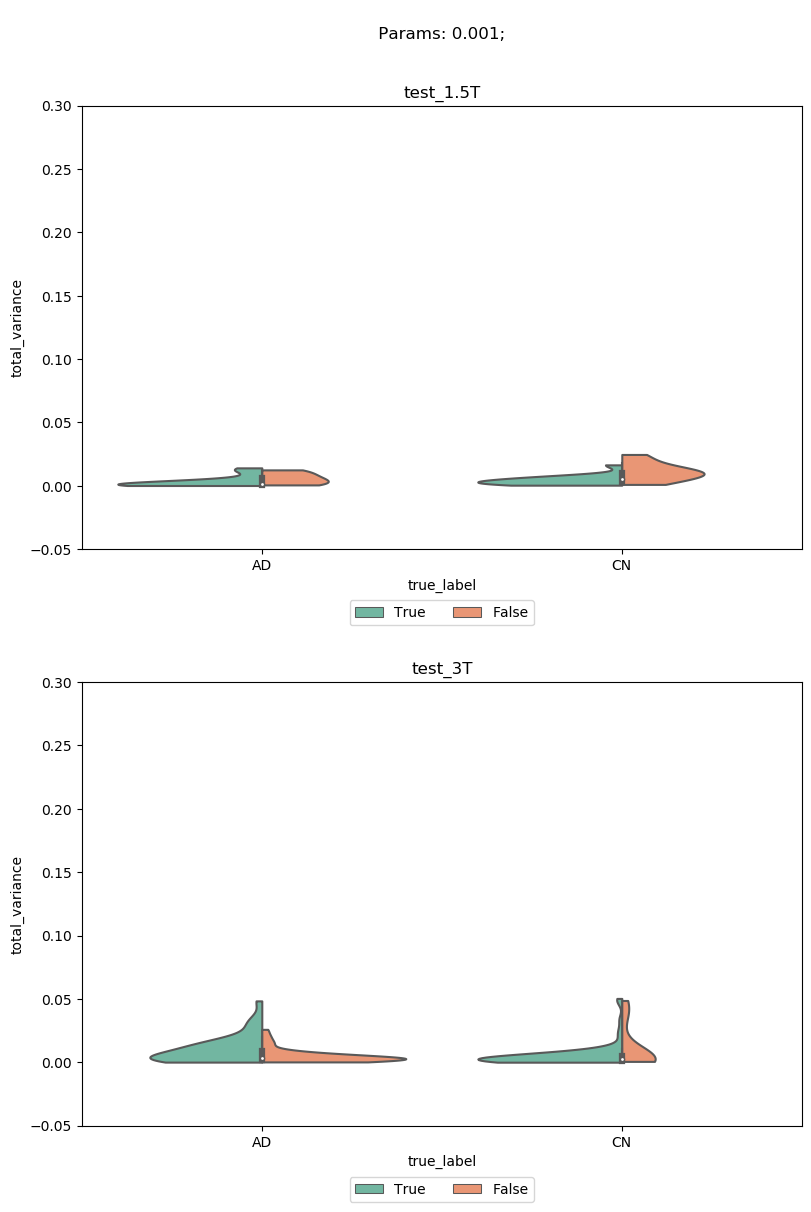 Params: 0.001;
test_1.5T
0.30
0.25
0.20
0.15
0.10
0.05
0.00
−0.05
total_variance
AD
CN
true_label
True
False
test_3T
0.30
0.25
0.20
0.15
0.10
0.05
0.00
−0.05
total_variance
AD
CN
true_label
True
False